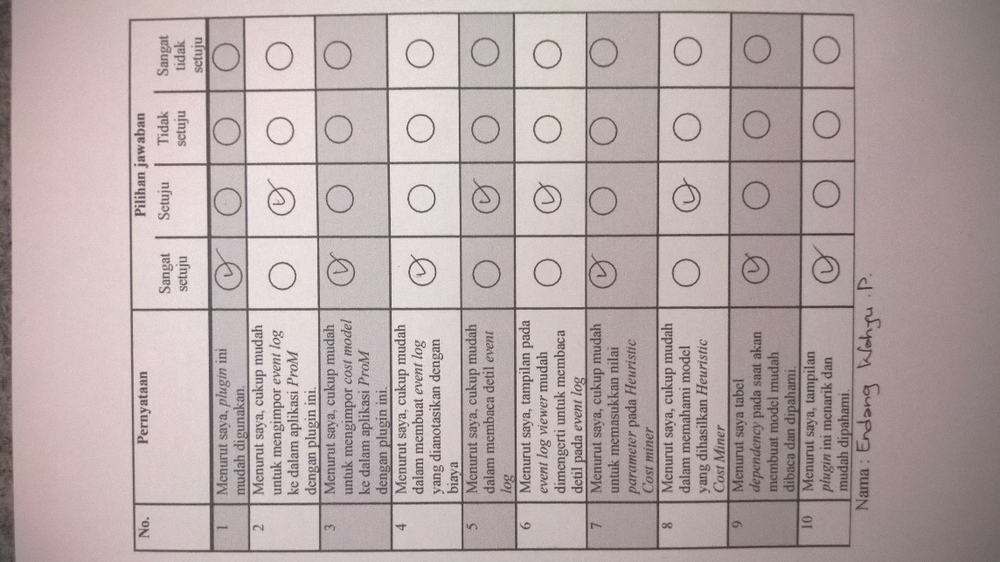 No. Pernyataan Pilihan jawaban
Sangat setuju Setuju Tidak setuju Sangat tidak setuju
1 Menurut saya, plugin ini
mudah digunakan.
2 Menurut saya, cukup mudah
untuk mengimpor event log
ke dalam aplikasi ProM
dengan plugin ini.
3 Menurut saya, cukup mudah
untuk mengimpor cost model
ke dalam aplikasi ProM
dengan plugin ini.
4 Menurut saya, cukup mudah
dalam membuat event log
yang dianotasikan dengan
biaya
5 Menurut saya, cukup mudah
dalam membaca detil event
log
6 Menurut saya, tampilan pada
event log viewer mudah
dimengerti untuk membaca
detil pada event log
7 Menurut saya, cukup mudah
untuk memasukkan nilai
parameter pada Heuristic
Cost miner
8 Menurut saya, cukup mudah
dalam memahami model
yang dihasilkan Heuristic
Cost Miner
9 Menurut saya tabel
dependency pada saat akan
membuat model mudah
dibaca dan dipahami.
10 Menurut saya, tampilan
plugin ini menarik dan
mudah dipahami.
Nama : Endang Wahyu . P.